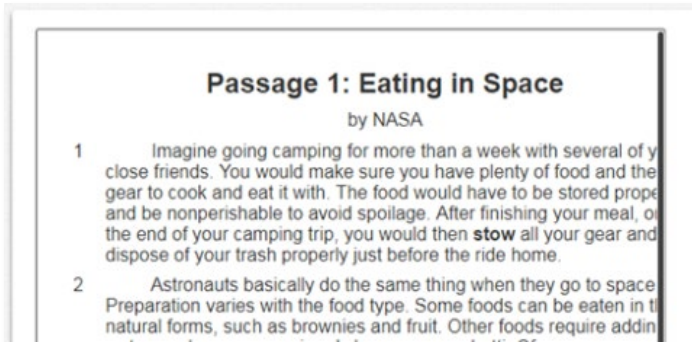 Passage 1: Eating in Space
by NASA
1 Imagine going camping for more than a week with several of
close friends. You would make sure you have plenty of food and the
gear to cook and eat it with. The food would have to be stored
and be nonperishable to avoid spoilage. After finishing your meal,
the end of your camping trip, you would then stow all your gear and
dispose of your trash properly just before the ride home.
2 Astronauts basically do the same thing when they go to space
Preparation varies with the food type. Some foods can be eaten in
natural forms, such as brownies and fruit. Other foods require